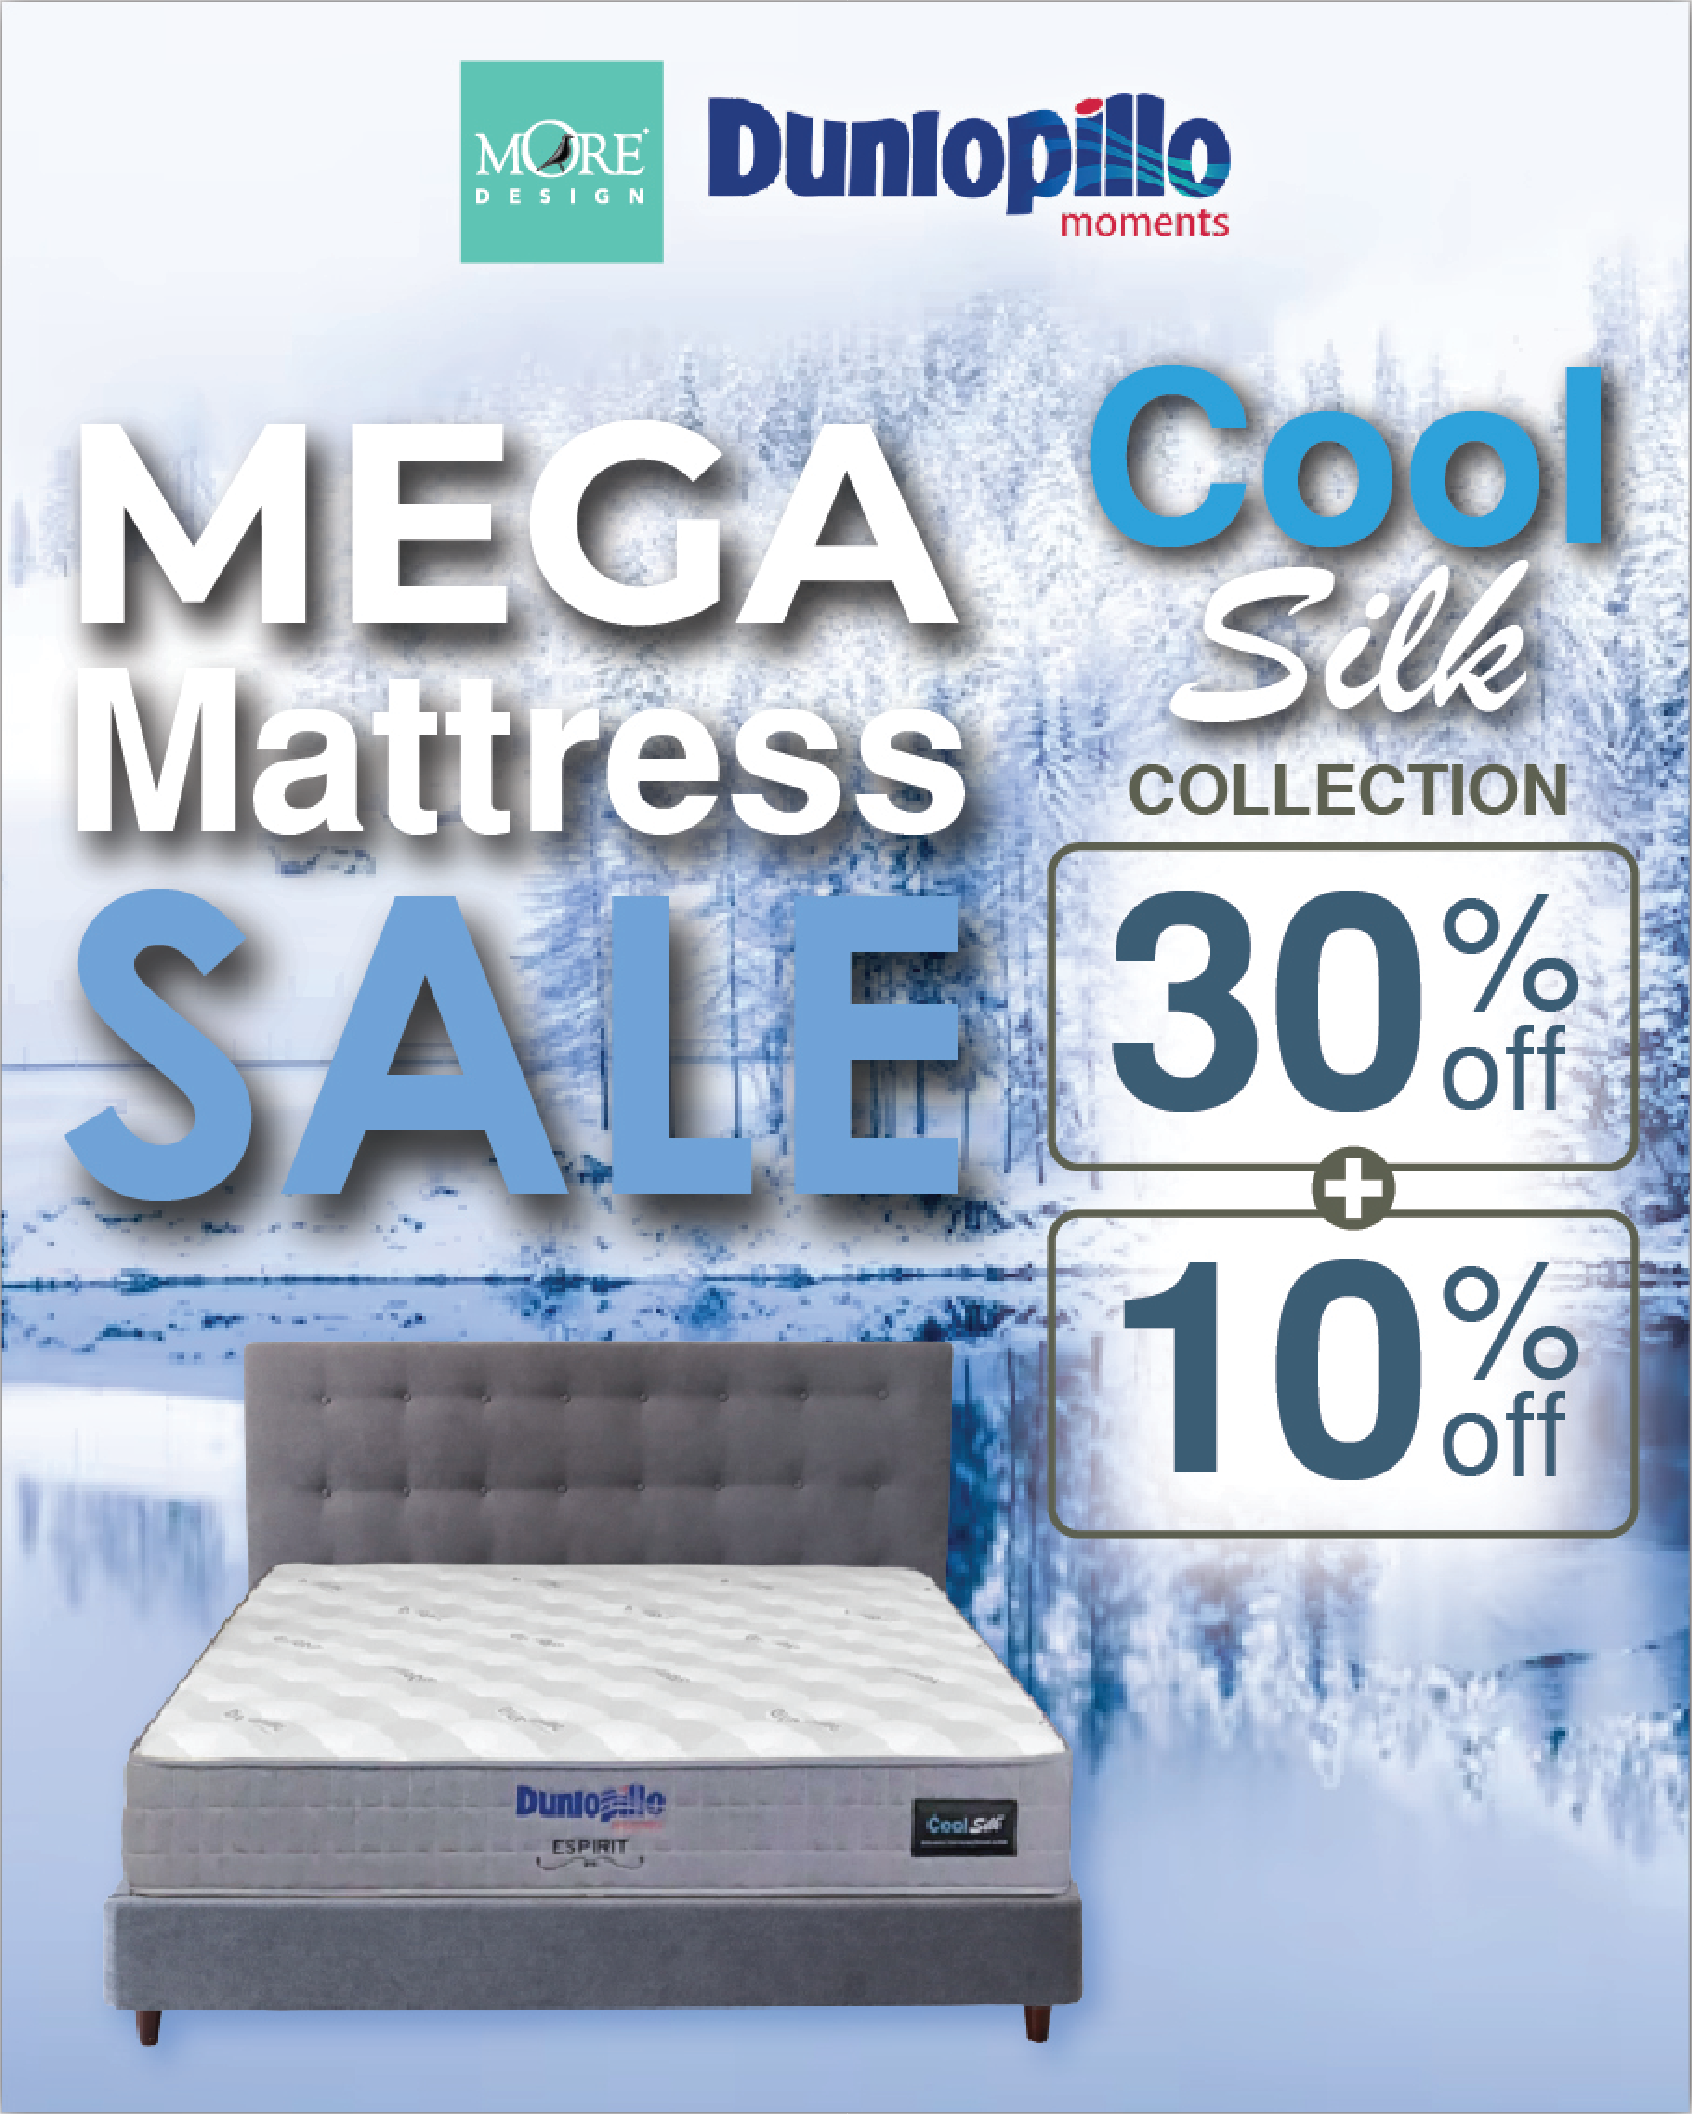 MORE
DESIGN
Dunlopillo
moments
MEGA
Mattress
SALE
Cool
Silk
COLLECTION
30%
off
+
10%
off
Dunlopillo
ESPIRIT
Cool Silk